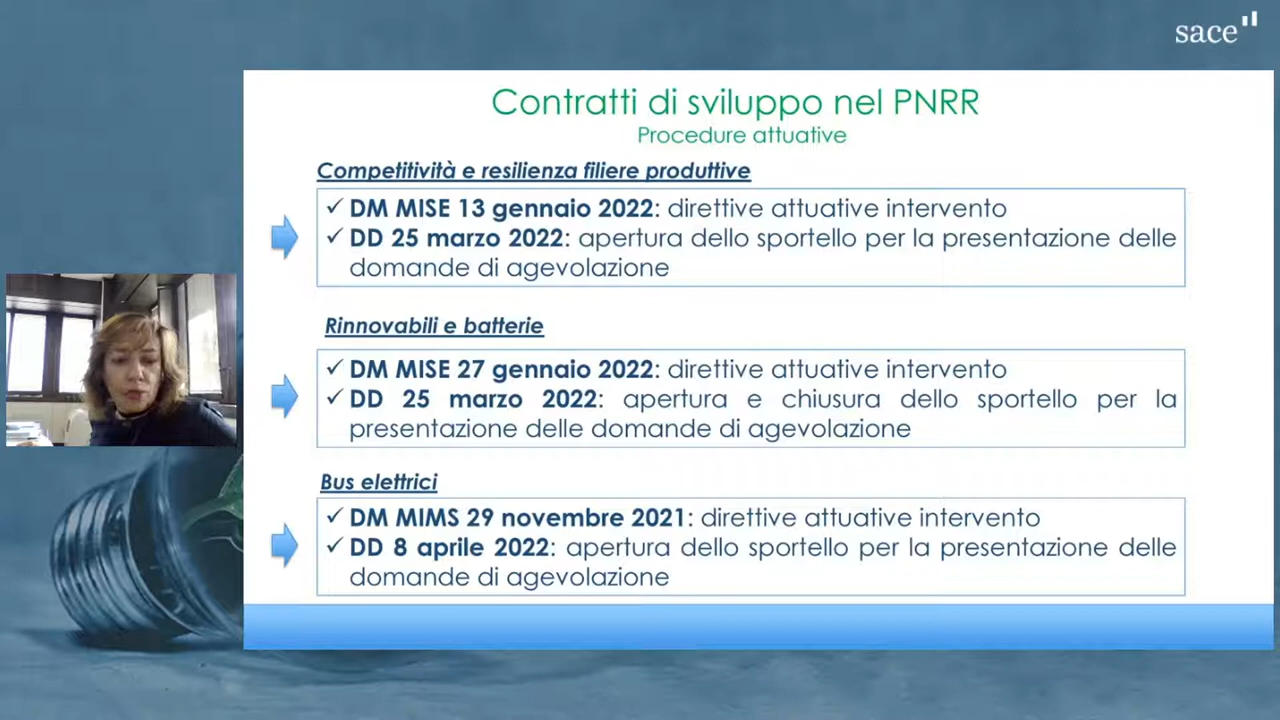 sace
Contratti di sviluppo nel PNRR
Procedure attuative
Competitività e resilienza filiere produttive
✓ DM MISE 13 gennaio 2022: direttive attuative intervento
✓ DD 25 marzo 2022: apertura dello sportello per la presentazione delle
domande di agevolazione
Rinnovabili e batterie
✓ DM MISE 27 gennaio 2022: direttive attuative intervento
✓ DD 25 marzo 2022: apertura e chiusura dello sportello per la
presentazione delle domande di agevolazione
Bus elettrici
✓ DM MIMS 29 novembre 2021: direttive attuative intervento
✓ DD 8 aprile 2022: apertura dello sportello per la presentazione delle
domande di agevolazione